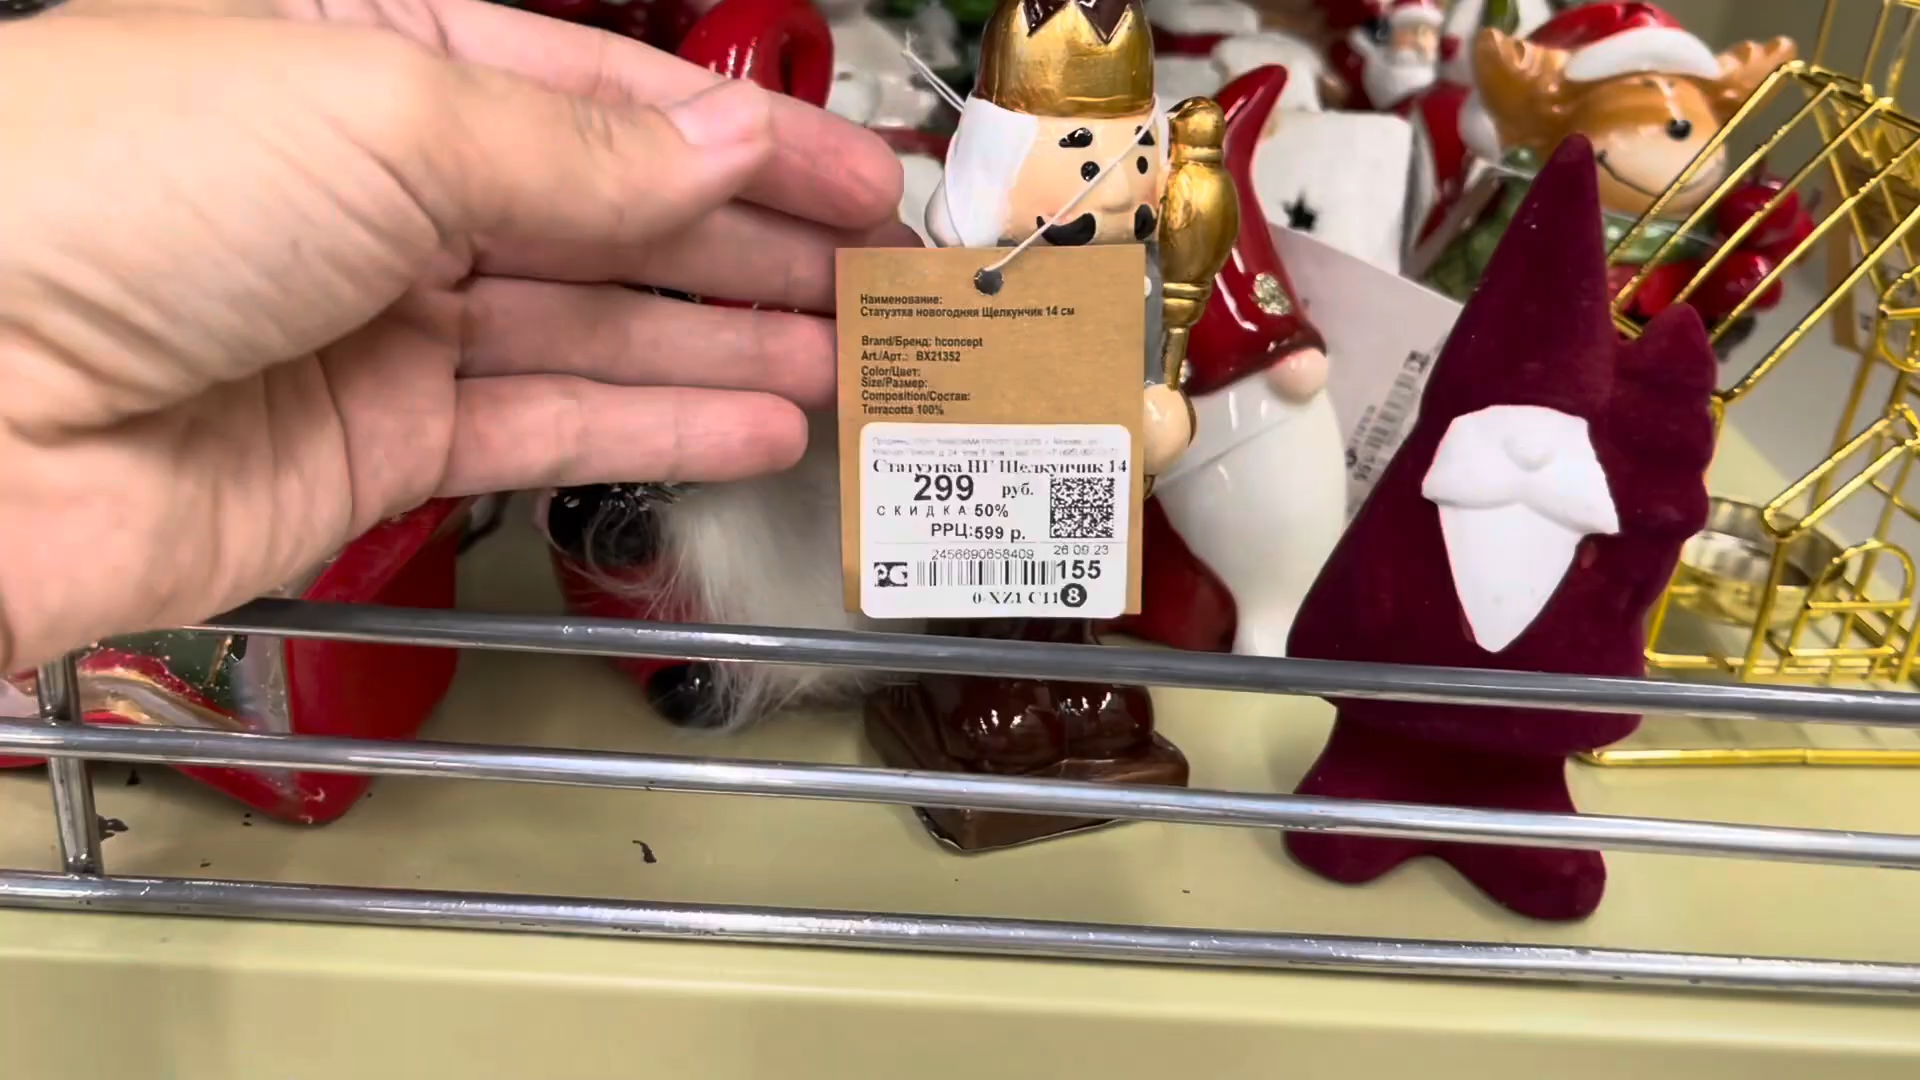 Наименование:
Статуэтка новогодняя Щелкунчик 14 см
Brand/Бренд: hconcept
Art./Арт.: BX21352
Color/Цвет:
Size/Размер:
Composition/Состав:
Terracotta 100%
Статуэтка НГ Щелкунчик 14
299 руб.
СКИДКА 50%
РРЦ: 599 р.
2456690658409 26 09 23
PG 155
0-XZ1 C11 8